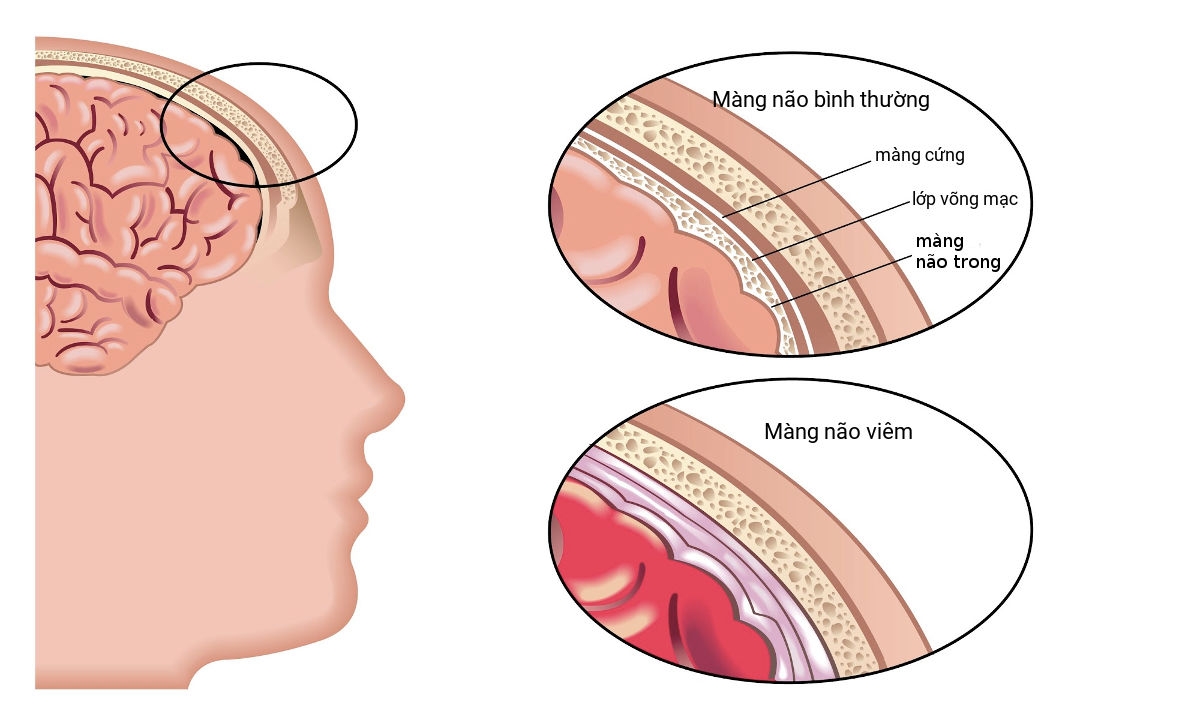 Màng não bình thường
màng cứng
lớp võng mạc
màng
não trong
Màng não viêm